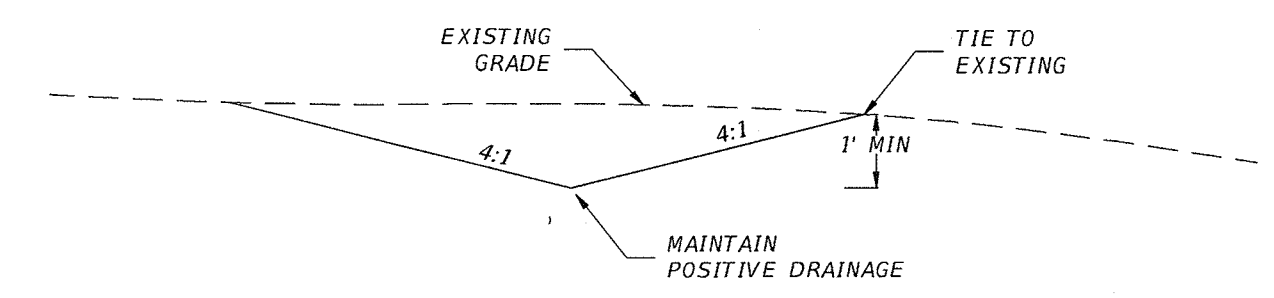 EXISTING
GRADE
TIE TO
EXISTING
4:1
4:1
1' MIN
MAINTAIN
POSITIVE DRAINAGE